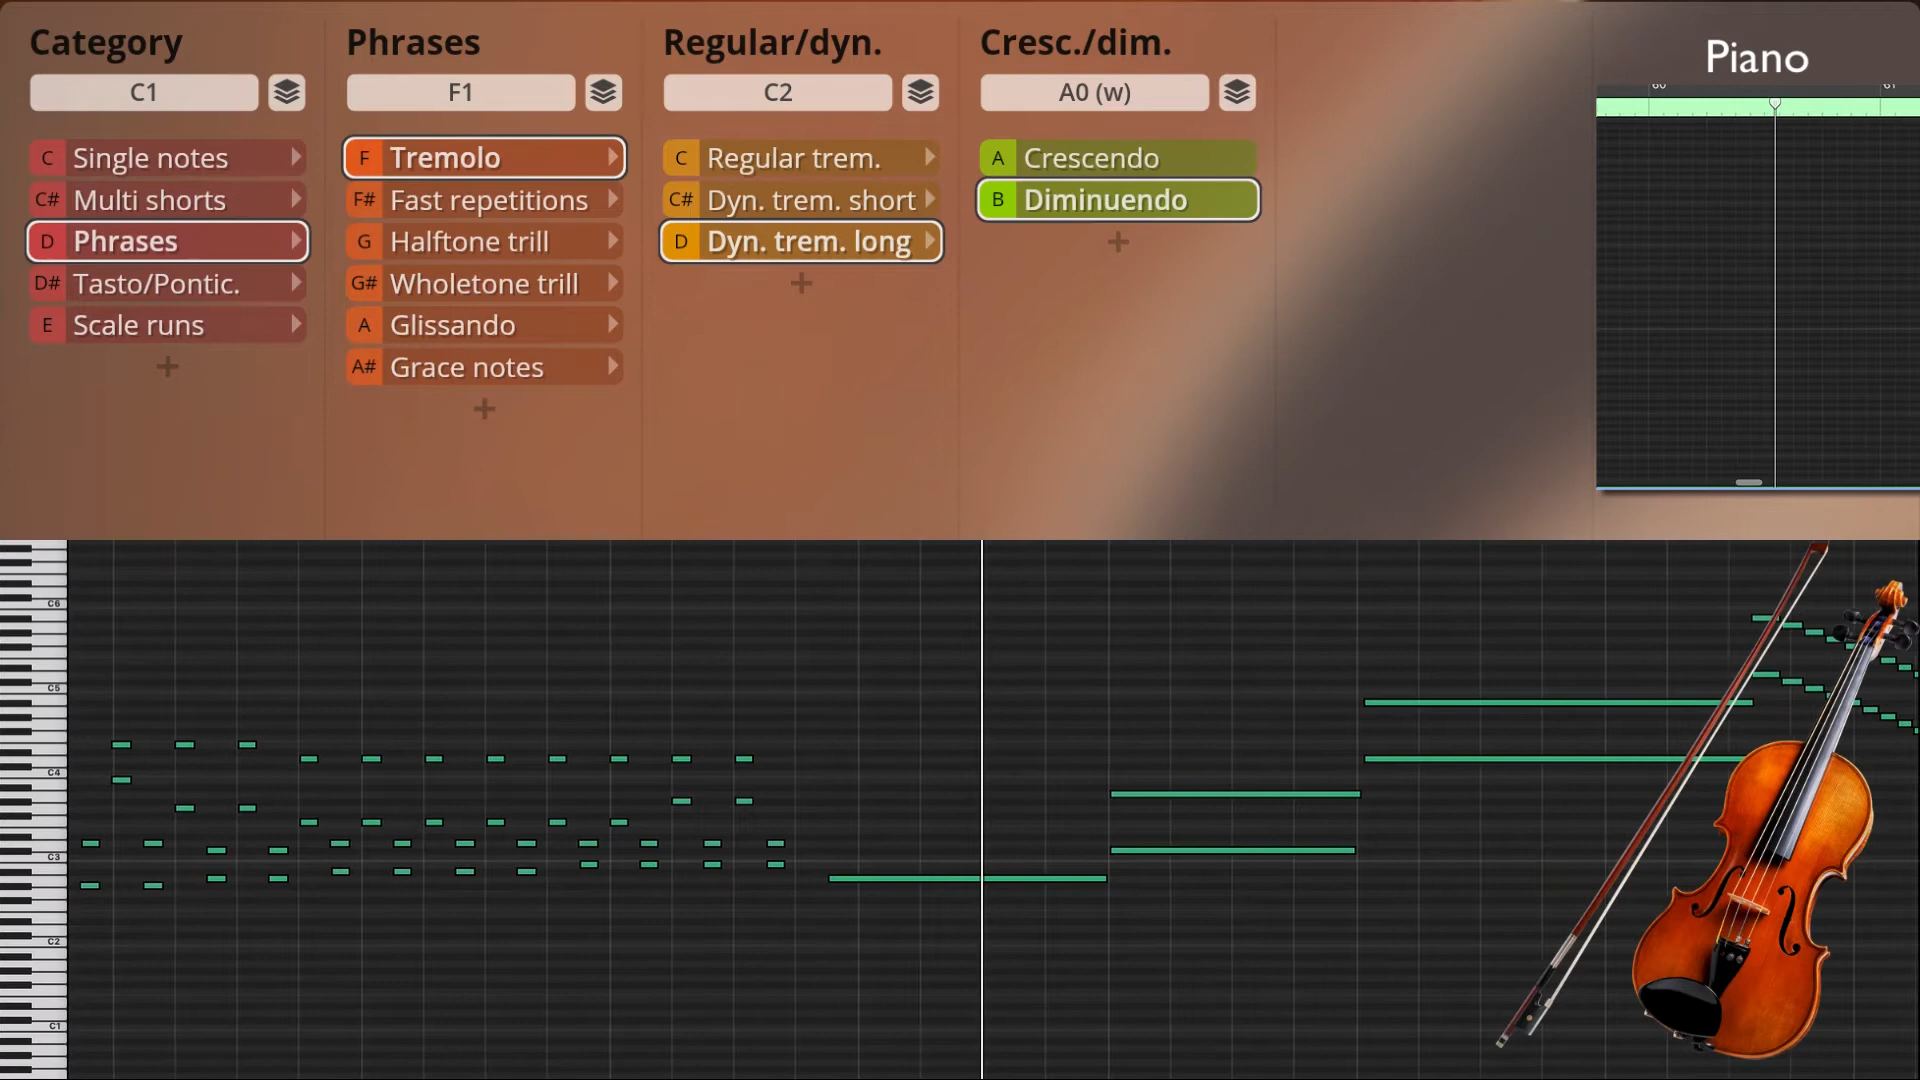 Category
C1
C Single notes
C# Multi shorts
D Phrases
D# Tasto/Pontic.
E Scale runs
+
Phrases
F1
F Tremolo
F# Fast repetitions
G Halftone trill
G# Wholetone trill
A Glissando
A# Grace notes
+
Regular/dyn.
C2
C Regular trem.
C# Dyn. trem. short
D Dyn. trem. long
+
Cresc./dim.
A0 (w)
A Crescendo
B Diminuendo
+
Piano
60 61
C6
C5
C4
C3
C2
C1